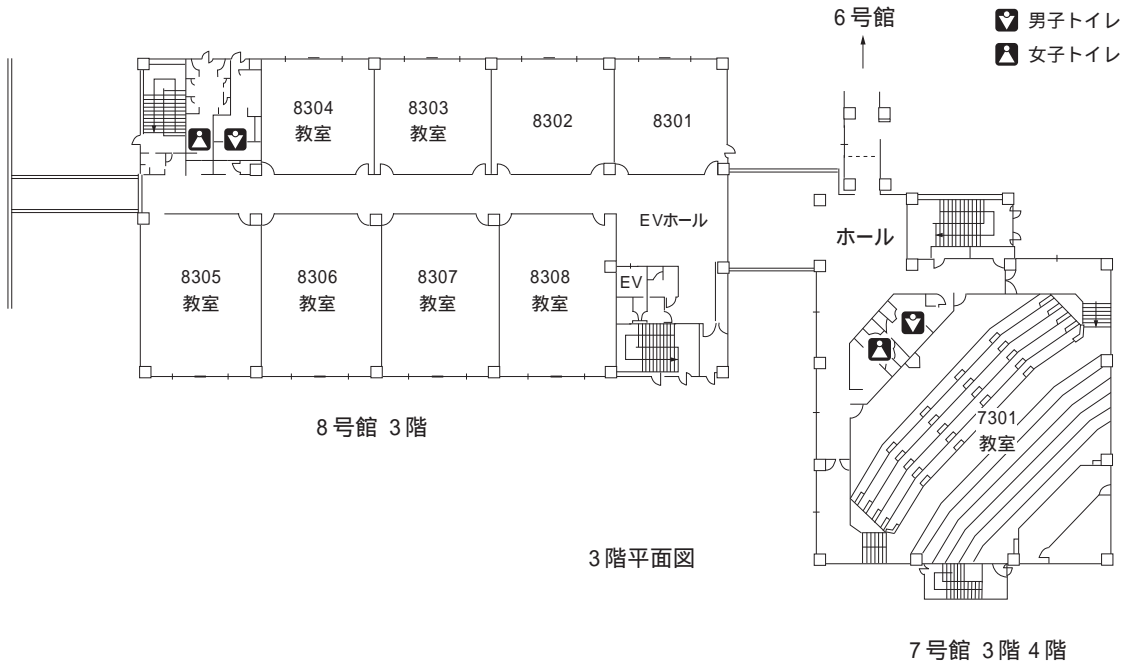 6号館
男子トイレ
女子トイレ
8304
教室
8303
教室
8302
8301
EVホール
ホール
8305
教室
8306
教室
8307
教室
8308
教室
EV
7301
教室
8号館 3階
3階平面図
7号館 3階 4階